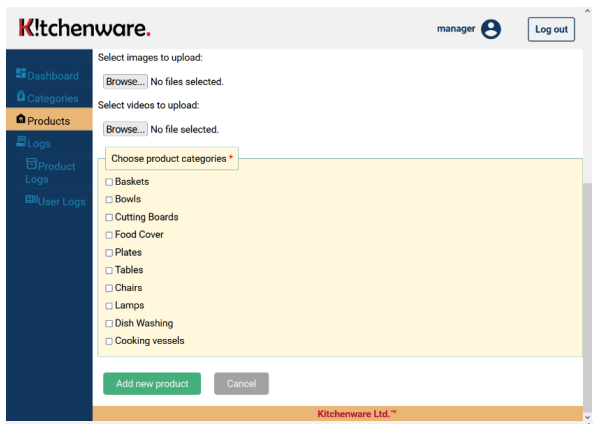 K!tchenware.
manager
Log out
Dashboard
Categories
Products
Logs
Product
Logs
User Logs
Select images to upload:
Browse... No files selected.
Select videos to upload:
Browse... No file selected.
Choose product categories *
Baskets
Bowls
Cutting Boards
Food Cover
Plates
Tables
Chairs
Lamps
Dish Washing
Cooking vessels
Add new product
Cancel
Kitchenware Ltd.™